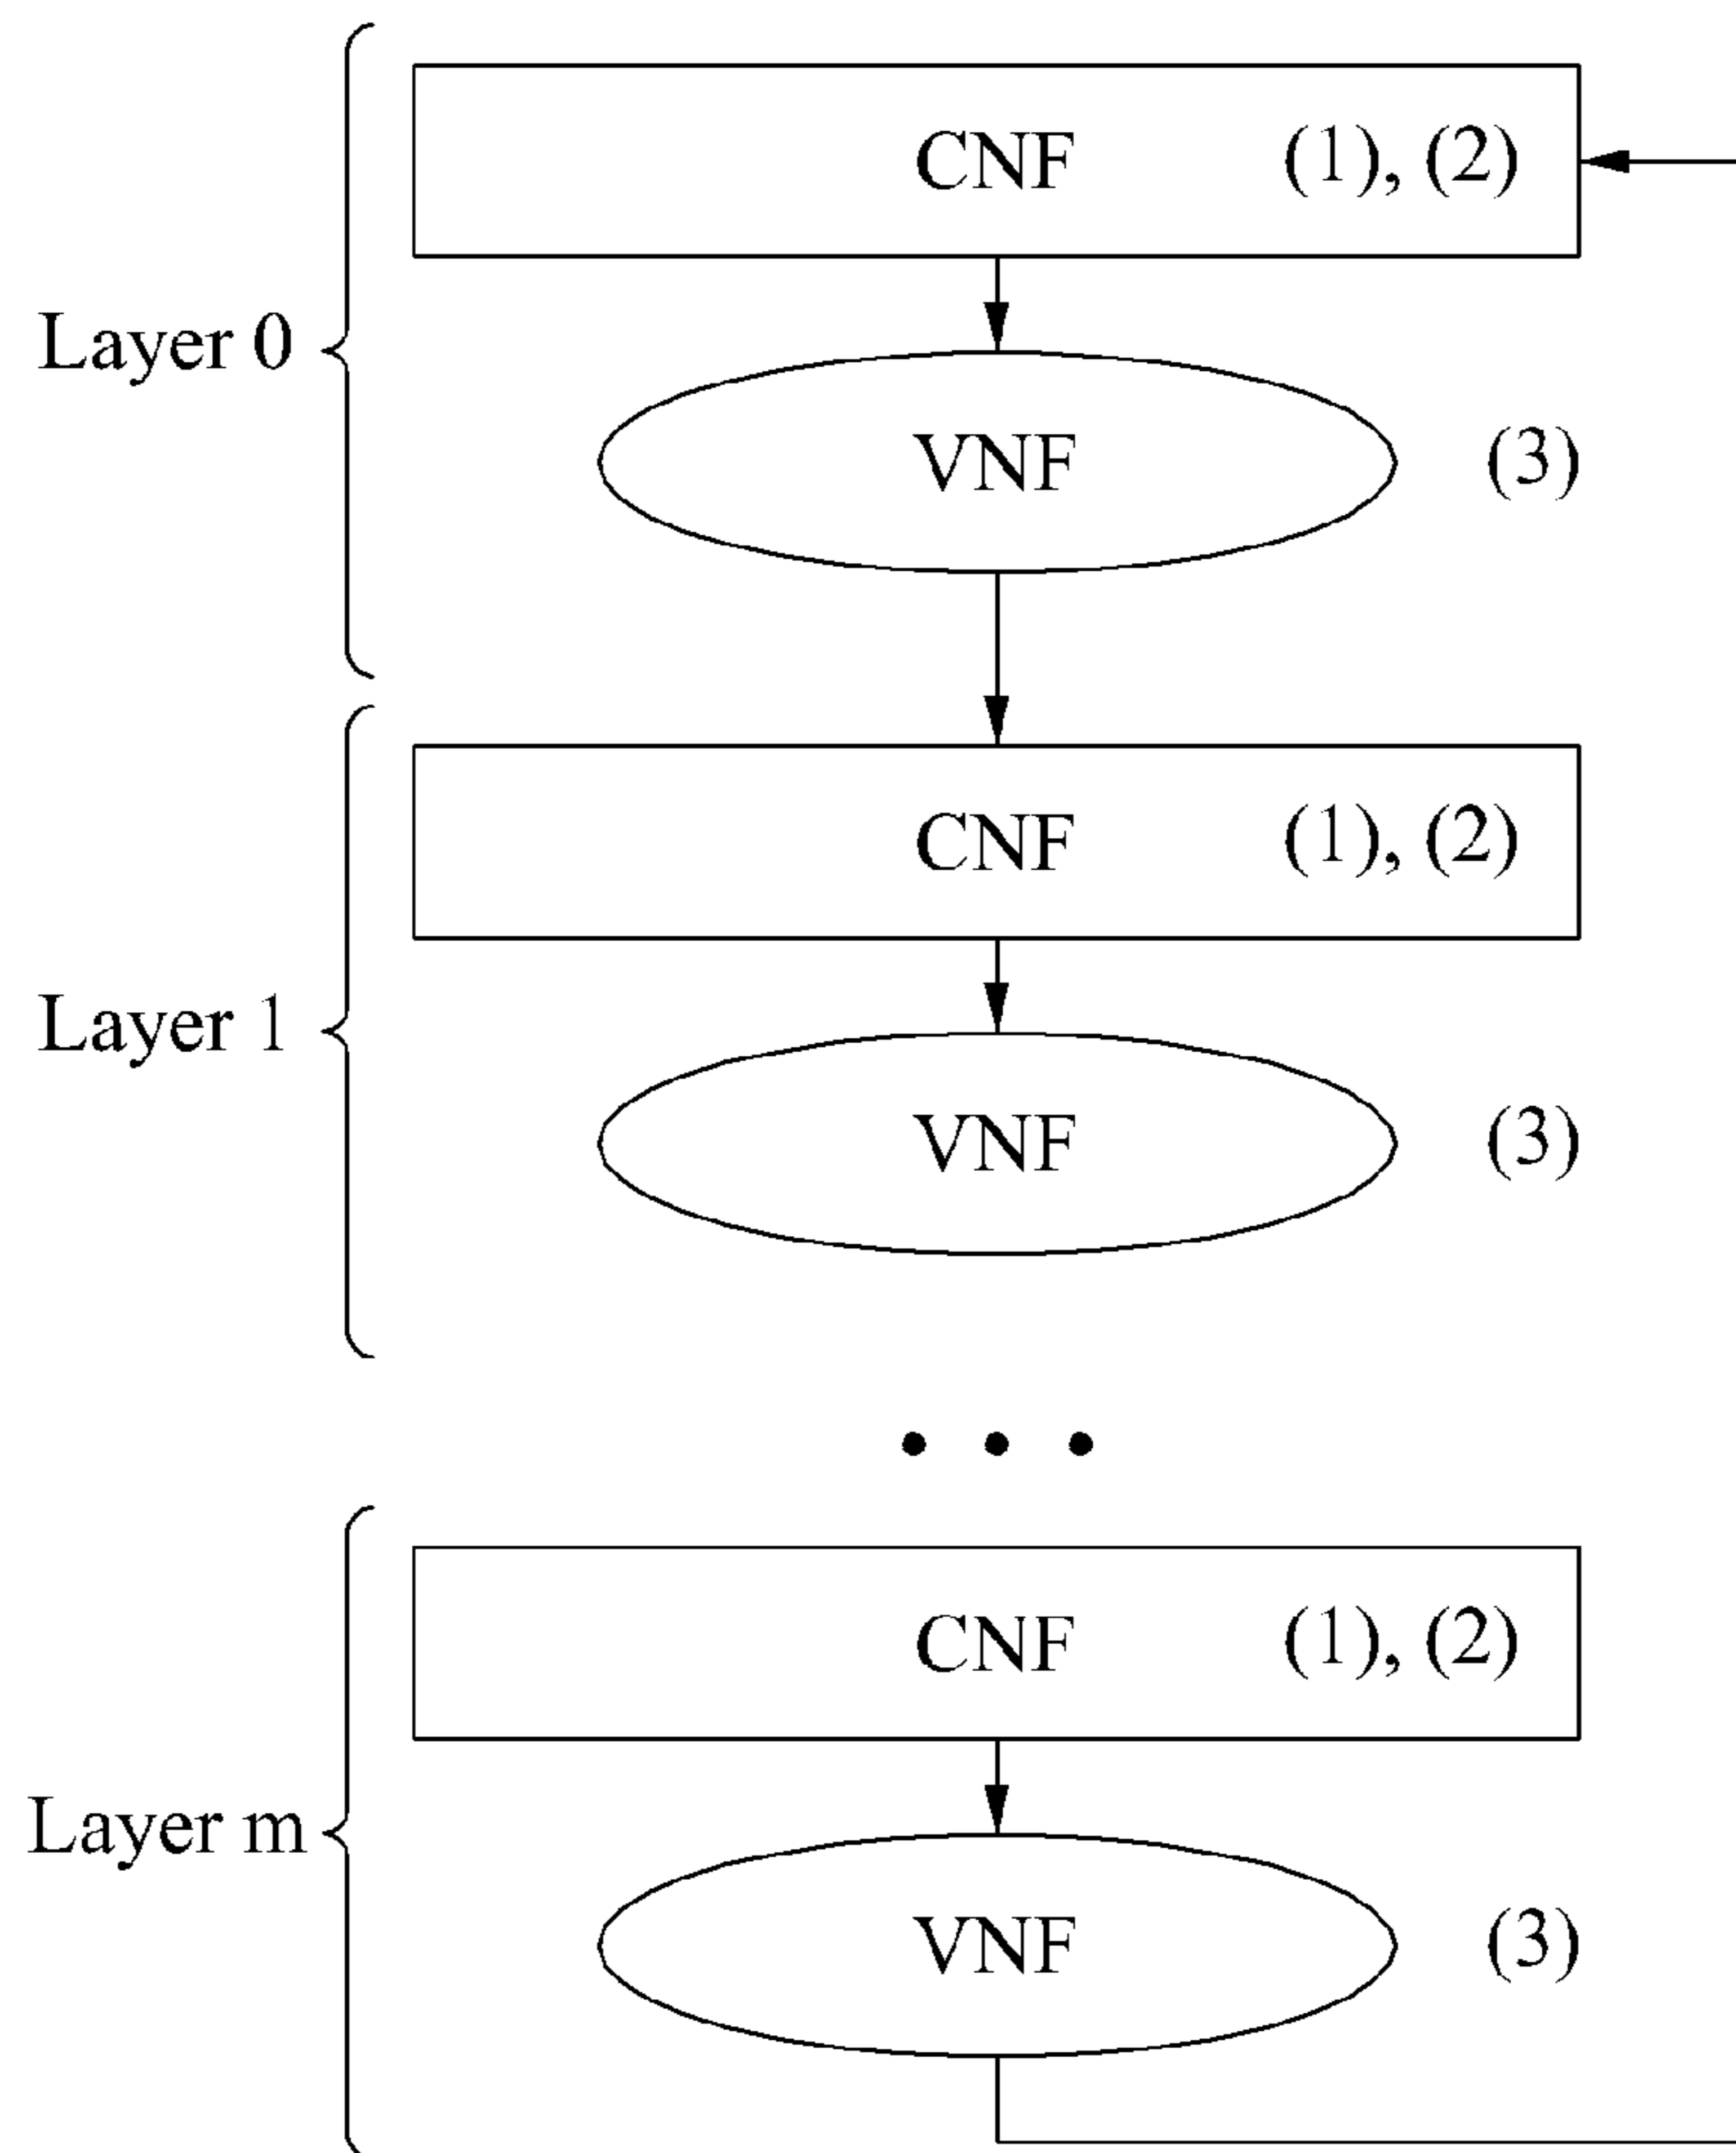 CNF (1), (2)
Layer 0
VNF (3)
CNF (1), (2)
Layer 1
VNF (3)
• • •
CNF (1), (2)
Layer m
VNF (3)